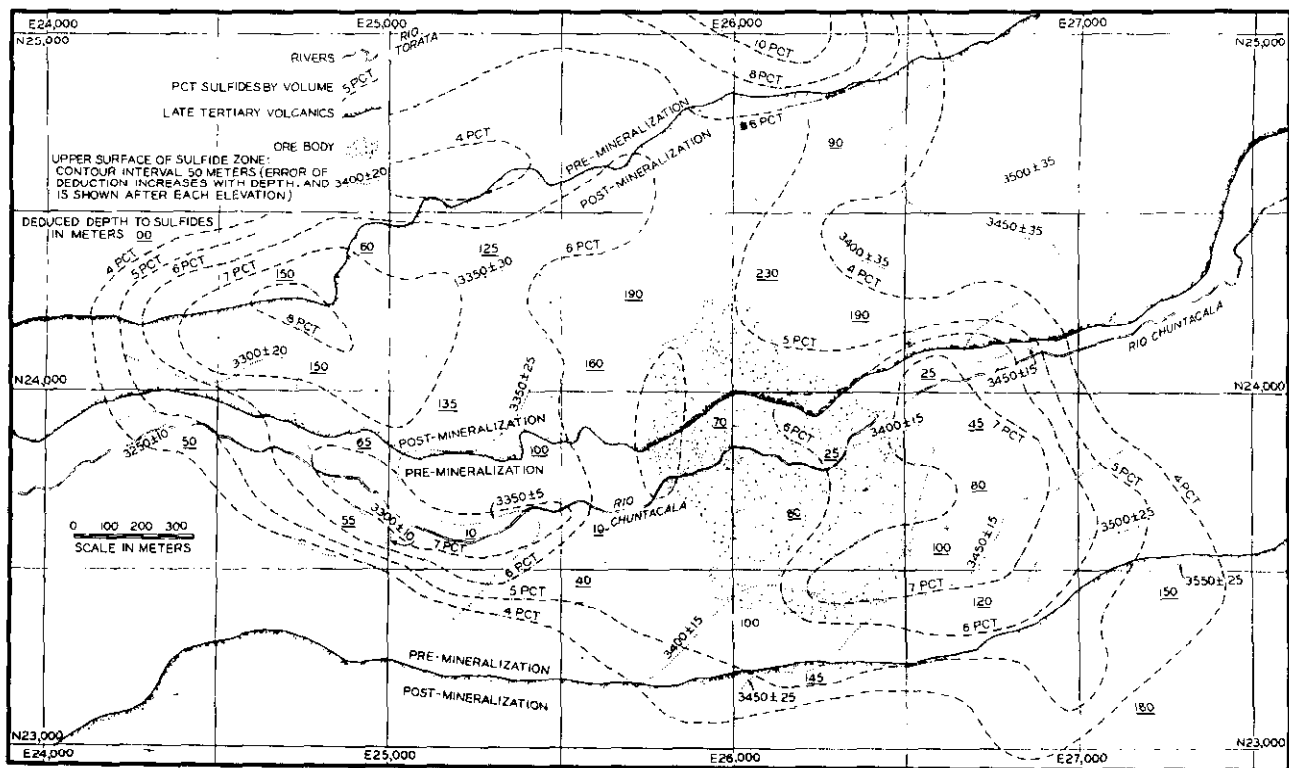 E24,000
E25,000
E26,000
E27,000
N25,000
N25,000
RIO
TORATA
10 PCT
8 PCT
RIVERS
PCT SULFIDES BY VOLUME 5 PCT
LATE TERTIARY VOLCANICS
ORE BODY
UPPER SURFACE OF SULFIDE ZONE:
CONTOUR INTERVAL 50 METERS (ERROR OF
DEDUCTION INCREASES WITH DEPTH, AND
IS SHOWN AFTER EACH ELEVATION)
3400±20
DEDUCED DEPTH TO SULFIDES
IN METERS 00
4 PCT
PRE-MINERALIZATION
POST-MINERALIZATION
6 PCT
90
3500±35
3450±35
3400±35
4 PCT
4 PCT
5 PCT
6 PCT
7 PCT
60
125
6 PCT
150
3350±30
190
230
190
8 PCT
3300±20
150
3350±25
160
5 PCT
RIO CHUNTACALA
N24,000
N24,000
25
3450±15
135
3250±10
50
65
POST-MINERALIZATION
PRE-MINERALIZATION
100
70
6 PCT
25
3400±15
45
7 PCT
5 PCT
4 PCT
3350±5
RIO
CHUNTACALA
80
3500±25
0 100 200 300
SCALE IN METERS
55
3300±10
10
10
80
100
3450±15
7 PCT
6 PCT
5 PCT
4 PCT
40
7 PCT
120
150
3550±25
100
6 PCT
3400±15
PRE-MINERALIZATION
POST-MINERALIZATION
145
3450±25
180
N23,000
N23,000
E24,000
E25,000
E26,000
E27,000